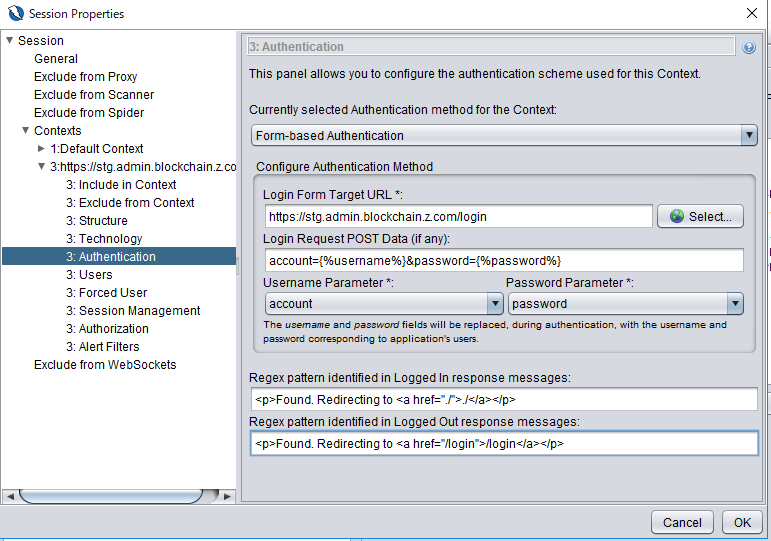 Session Properties
Session
General
Exclude from Proxy
Exclude from Scanner
Exclude from Spider
Contexts
1:Default Context
3:https://stg.admin.blockchain.z.co
3: Include in Context
3: Exclude from Context
3: Structure
3: Technology
3: Authentication
3: Users
3: Forced User
3: Session Management
3: Authorization
3: Alert Filters
Exclude from WebSockets
3: Authentication
This panel allows you to configure the authentication scheme used for this Context.
Currently selected Authentication method for the Context:
Form-based Authentication
Configure Authentication Method
Login Form Target URL *:
https://stg.admin.blockchain.z.com/login
Select...
Login Request POST Data (if any):
account={%username%}&password={%password%}
Username Parameter *:
Password Parameter *:
account
password
The username and password fields will be replaced, during authentication, with the username and
password corresponding to application's users.
Regex pattern identified in Logged In response messages:
<p>Found. Redirecting to <a href="./">./</a></p>
Regex pattern identified in Logged Out response messages:
<p>Found. Redirecting to <a href="/login">/login</a></p>
Cancel
OK